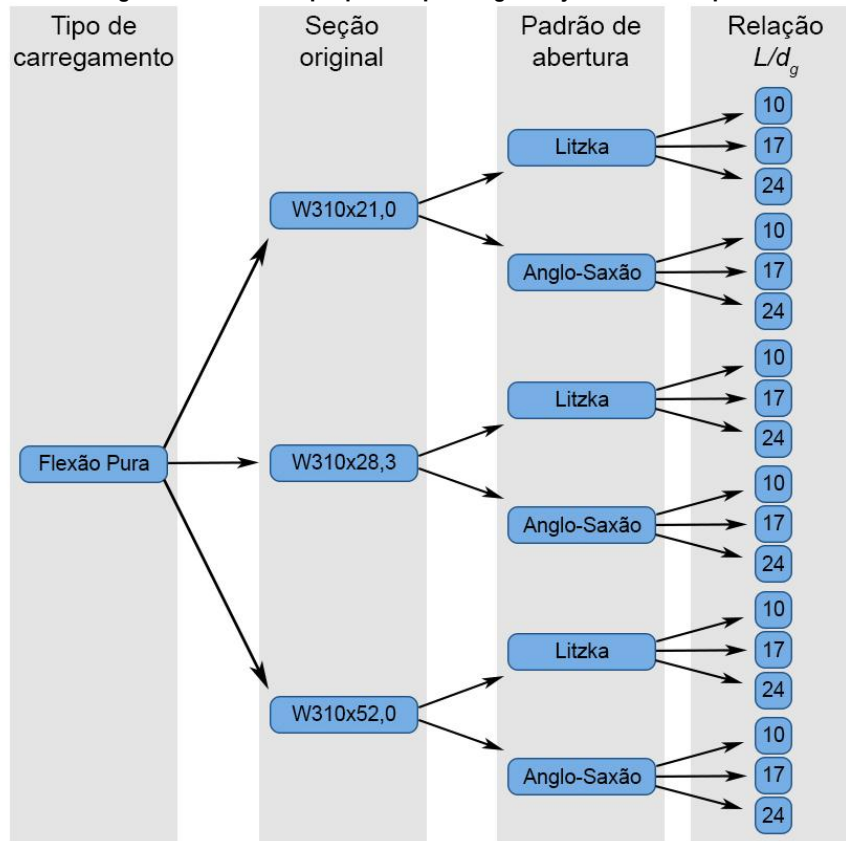 Tipo de
carregamento
Seção
original
Padrão de
abertura
Relação
L/dg
Flexão Pura
W310x21,0
Litzka
10
17
24
Anglo-Saxão
10
17
24
W310x28,3
Litzka
10
17
24
Anglo-Saxão
10
17
24
W310x52,0
Litzka
10
17
24
Anglo-Saxão
10
17
24